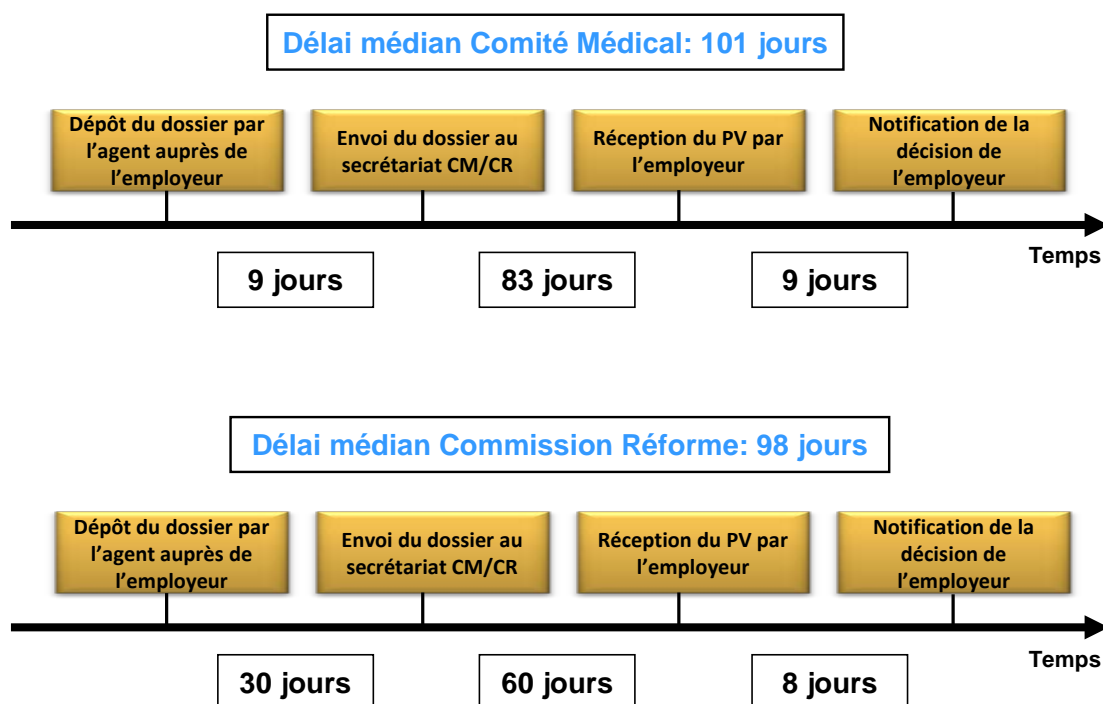 Délai médian Comité Médical: 101 jours
Dépôt du dossier par
l'agent auprès de
l'employeur
Envoi du dossier au
secrétariat CM/CR
Réception du PV par
l'employeur
Notification de la
décision de
l'employeur
Temps
9 jours
83 jours
9 jours
Délai médian Commission Réforme: 98 jours
Dépôt du dossier par
l'agent auprès de
l'employeur
Envoi du dossier au
secrétariat CM/CR
Réception du PV par
l'employeur
Notification de la
décision de
l'employeur
Temps
30 jours
60 jours
8 jours